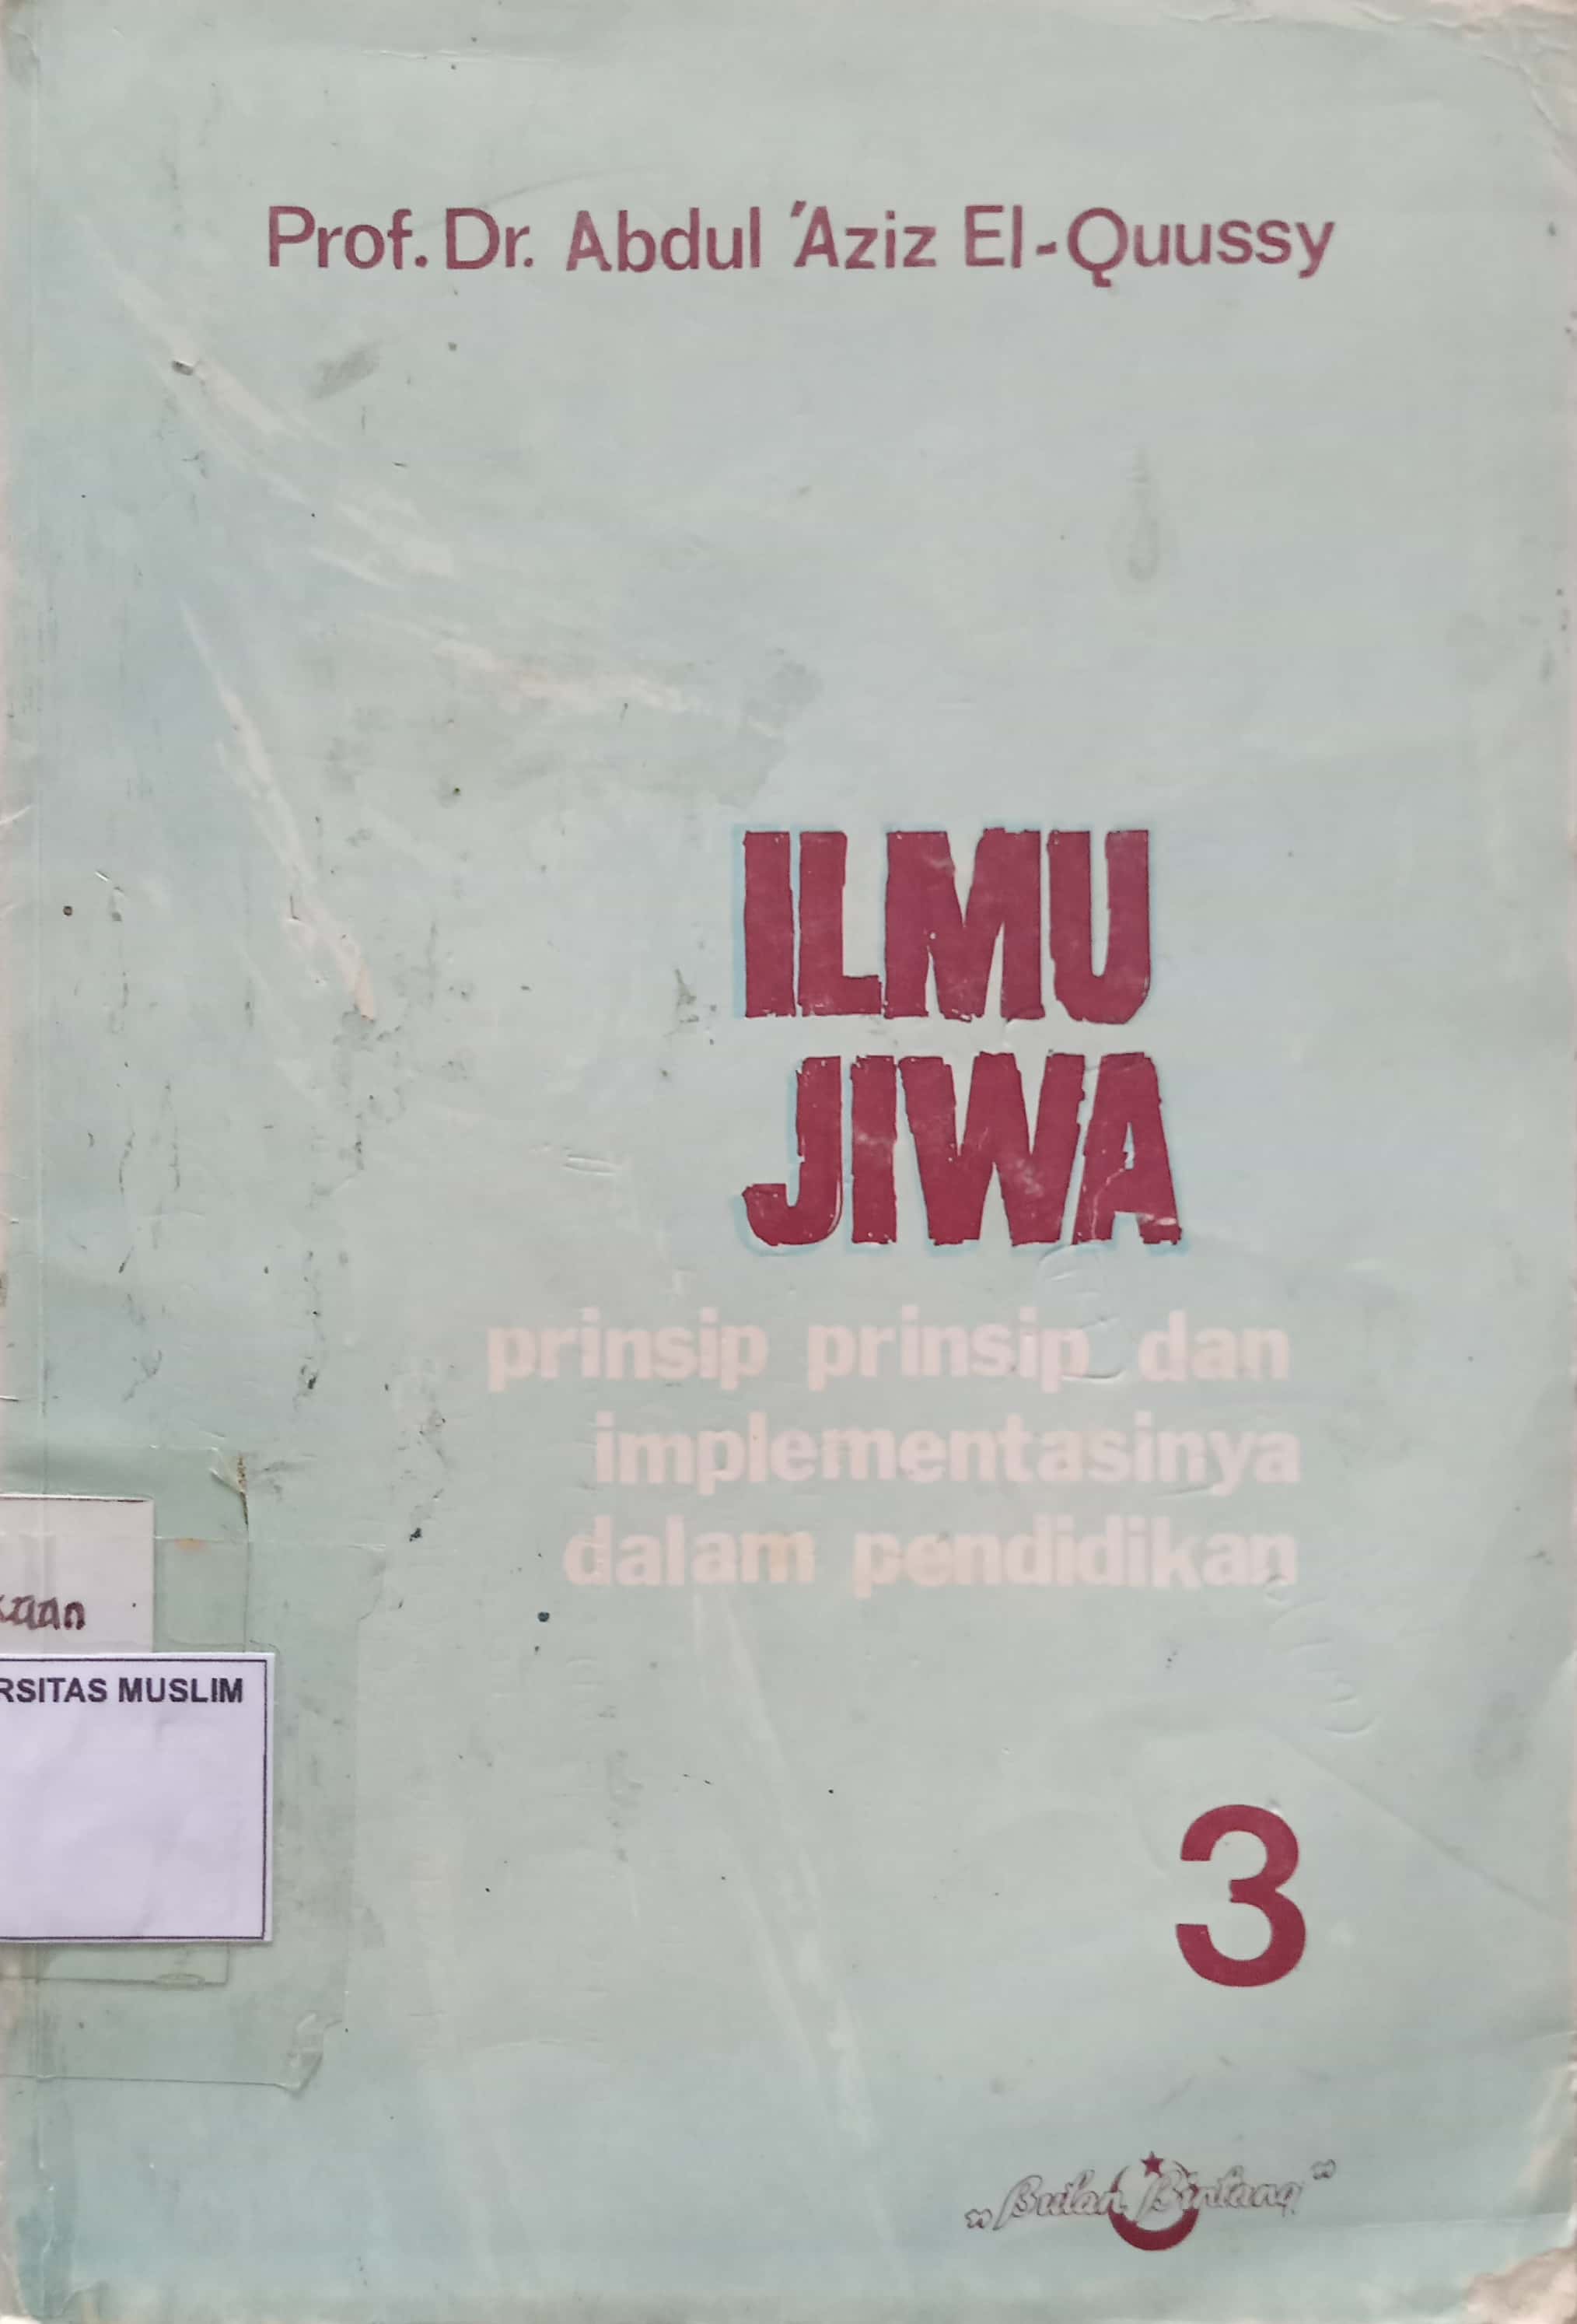 Prof. Dr. Abdul 'Aziz El-Quussy
ILMU
JIWA
prinsip prinsip dan
implementasinya
dalam pendidikan
kaan
RSITAS MUSLIM
3
„Bulan Bintang"